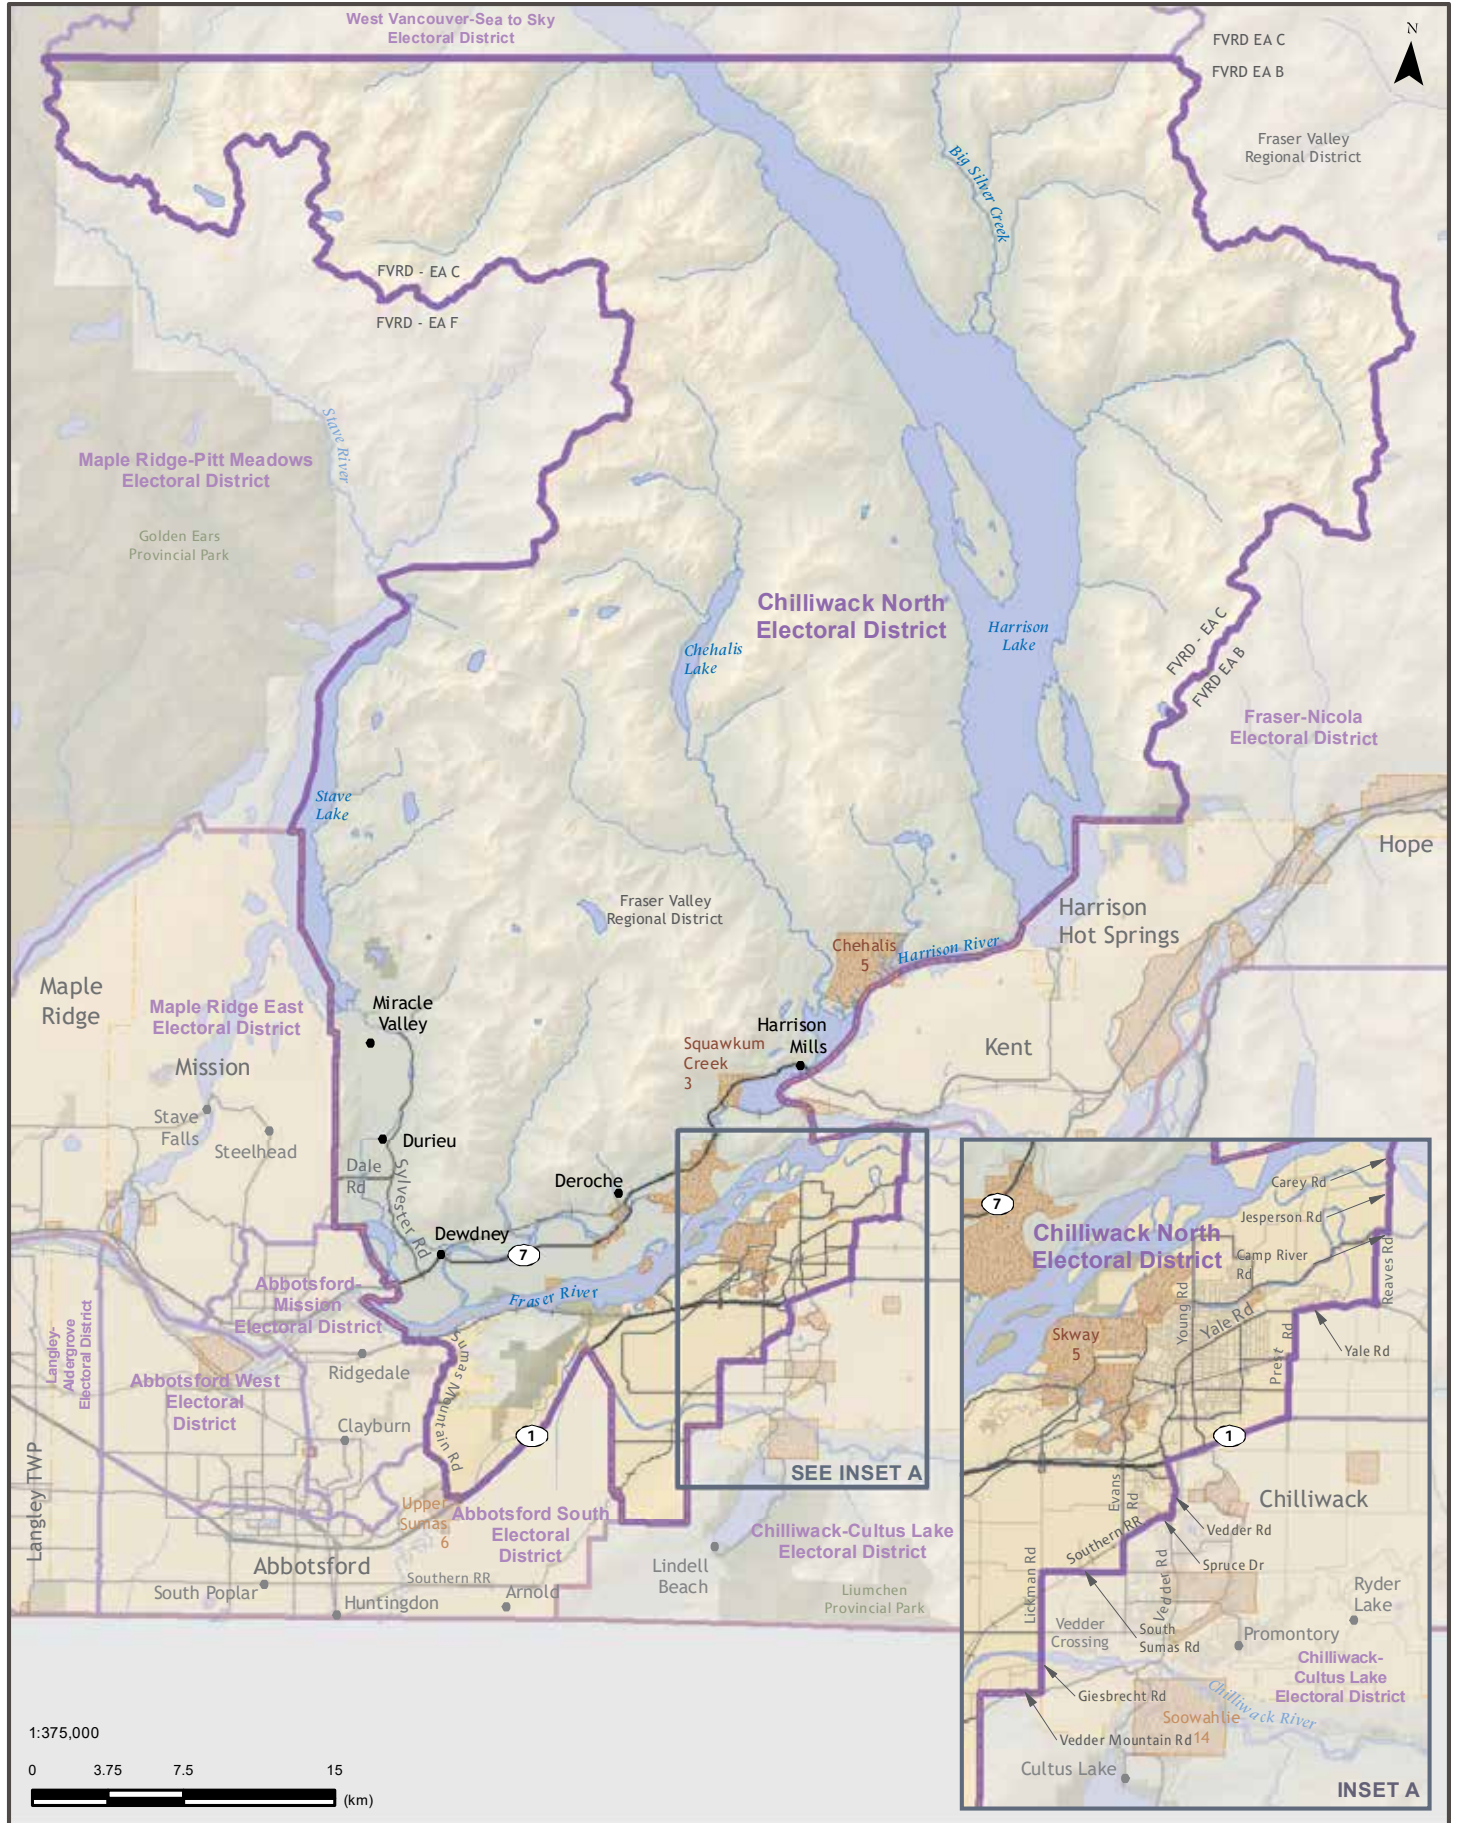 West Vancouver-Sea to Sky
Electoral District
FVRD EA C
FVRD EA B
N
Fraser Valley
Regional District
Big Silver Creek
FVRD - EA C
FVRD - EA F
Stave River
Maple Ridge-Pitt Meadows
Electoral District
Golden Ears
Provincial Park
Chilliwack North
Electoral District
Harrison
Lake
Chehalis
Lake
FVRD - EA C
FVRD EA B
Fraser-Nicola
Electoral District
Stave
Lake
Hope
Fraser Valley
Regional District
Harrison
Hot Springs
Chehalis
5
Harrison River
Maple
Ridge
Maple Ridge East
Electoral District
Miracle
Valley
Harrison
Mills
Squawkum
Creek
3
Kent
Mission
Stave
Falls
Steelhead
Durieu
Dale
Rd
Sylvester Rd
Deroche
Dewdney
7
Abbotsford-
Mission
Electoral District
Fraser River
Langley-
Aldergrove
Electoral District
Ridgedale
Sumas Mountain Rd
Abbotsford West
Electoral
District
Clayburn
1
SEE INSET A
Langley TWP
Upper
Sumas
6
Abbotsford South
Electoral
District
Chilliwack-Cultus Lake
Electoral District
Abbotsford
Southern RR
Lindell
Beach
South Poplar
Huntingdon
Arnold
Liumchen
Provincial Park
7
Carey Rd
Jesperson Rd
Chilliwack North
Electoral District
Camp River
Rd
Reaves Rd
Young Rd
Yale Rd
Skway
5
Prest Rd
Yale Rd
1
Evans Rd
Chilliwack
Vedder Rd
Southern RR
Spruce Dr
Lickman Rd
Vedder Rd
Ryder
Lake
Vedder
Crossing
South
Sumas Rd
Promontory
Chilliwack-
Cultus Lake
Electoral District
Giesbrecht Rd
Chilliwack River
Soowahlie
14
Vedder Mountain Rd
Cultus Lake
INSET A
1:375,000
0 3.75 7.5 15
(km)